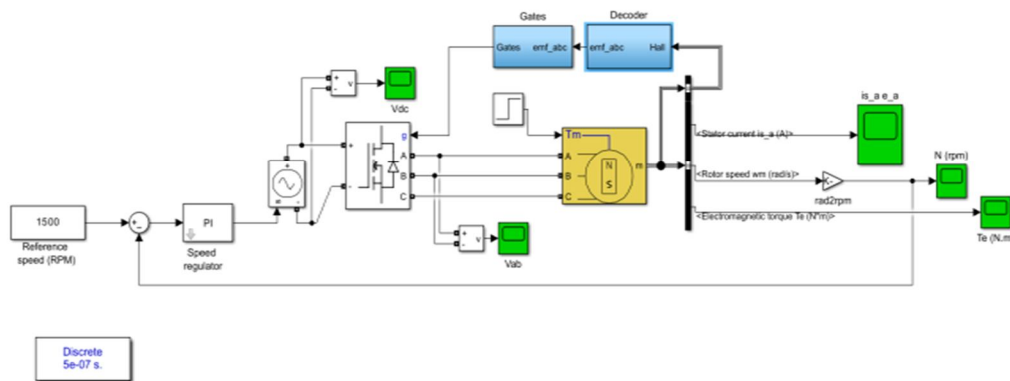 Gates
Decoder
Gates emf_abc
emf_abc Hall
+
-
v
Vdc
is_a e_a
<Stator current is_a (A)>
g
+
-
A
B
C
Tm
A
B
C
N
S
m
N (rpm)
<Rotor speed wm (rad/s)>
K-
rad2rpm
1500
PI
Reference
speed (RPM)
Speed
regulator
+
-
v
Vab
<Electromagnetic torque Te (N*m)>
Te (N.m
Discrete
5e-07 s.